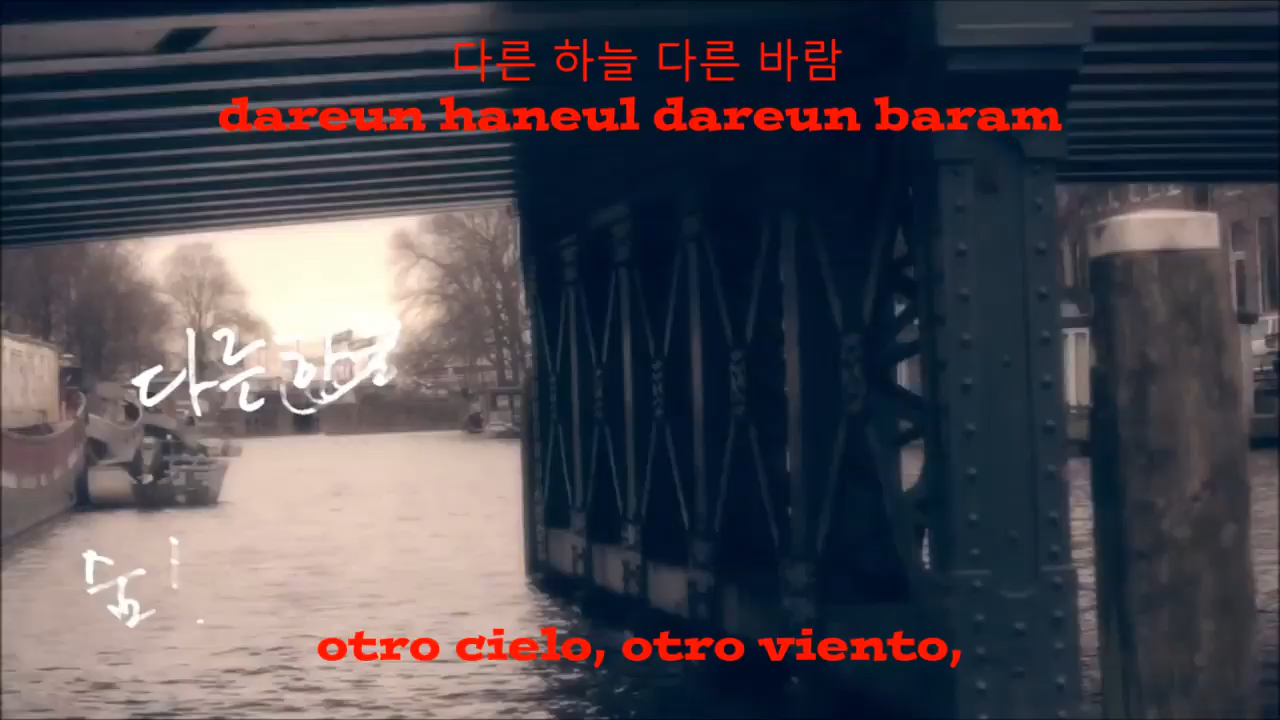 다른 하늘 다른 바람
dareun haneul dareun baram
다른 하늘
otro cielo, otro viento,